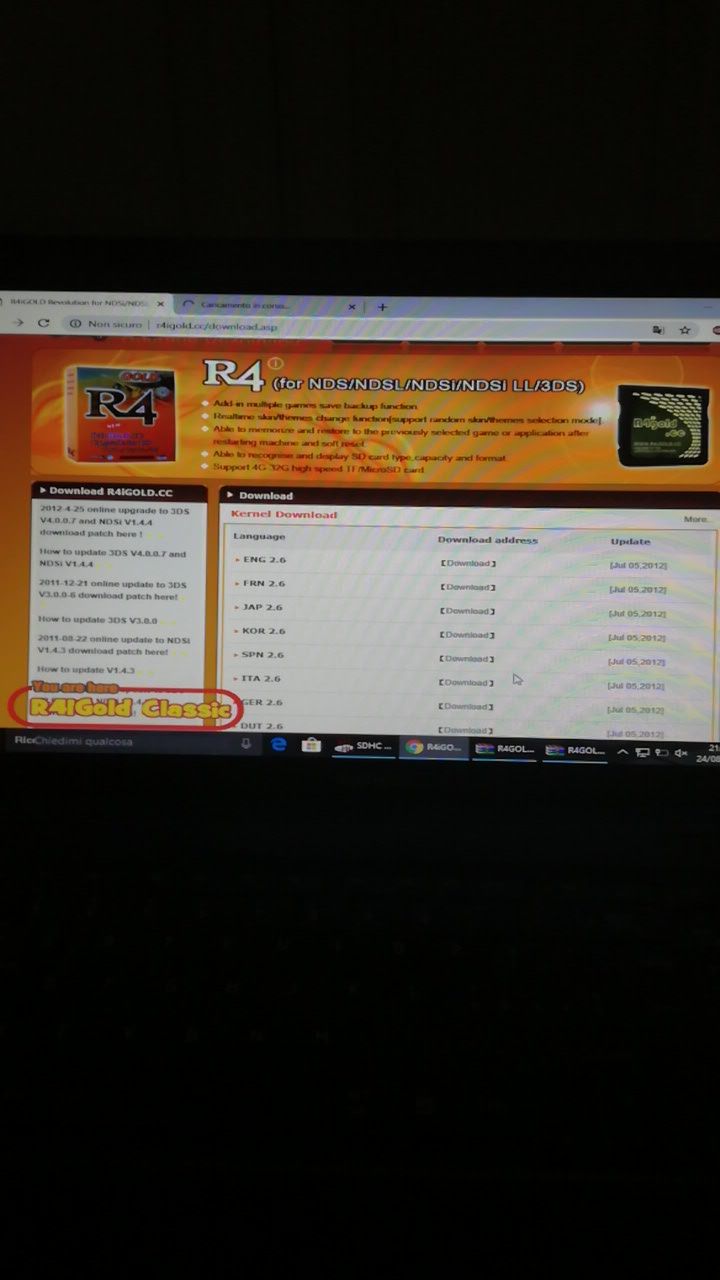 R4iGOLD Revolution for NDSi/NDSL
Caricamento in corso...
Non sicuro | r4igold.cc/download.asp
GOLD
R4
R4
(for NDS/NDSL/NDSi/NDSi LL/3DS)
Add-in multiple games save backup function
Realtime skin/themes change function[support random skin/themes selection mode].
Able to memorize and restore to the previously selected game or application after
restarting machine and soft reset.
Able to recognise and display SD card type,capacity and format.
Support 4G-32G high speed TF/MicroSD card
R4igold
.CC
Download R4iGOLD.CC
2012-4-25 online upgrade to 3DS
V4.0.0.7 and NDSi V1.4.4
download patch here !
How to update 3DS V4.0.0.7 and
NDSi V1.4.4
2011-12-21 online update to 3DS
V3.0.0-6 download patch here!
How to update 3DS V3.0.0
2011-08-22 online update to NDSi
V1.4.3 download patch here!
How to update V1.4.3
You are here
R4iGold Classic
Download
Kernel Download
More...
Language Download address Update
ENG 2.6 【Download】 [Jul 05,2012]
FRN 2.6 【Download】 [Jul 05,2012]
JAP 2.6 【Download】 [Jul 05,2012]
KOR 2.6 【Download】 [Jul 05,2012]
SPN 2.6 【Download】 [Jul 05,2012]
ITA 2.6 【Download】 [Jul 05,2012]
GER 2.6 【Download】 [Jul 05,2012]
DUT 2.6 【Download】 [Jul 05,2012]
Chiedimi qualcosa
SDHC ...
R4iGO...
R4GOL...
R4GOL...
21
24/08